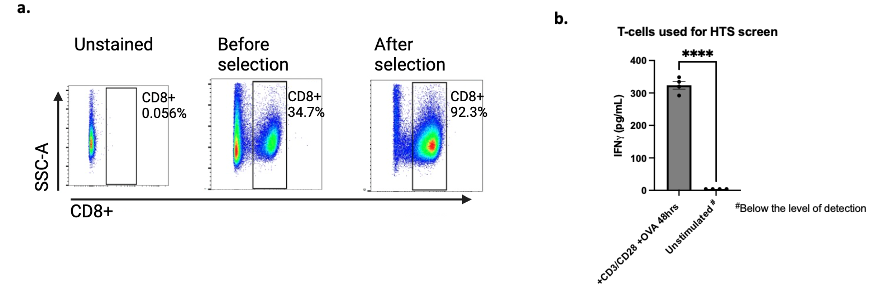 a.
Unstained
Before
selection
After
selection
CD8+
0.056%
CD8+
34.7%
CD8+
92.3%
SSC-A
CD8+
b.
T-cells used for HTS screen
****
400
300
200
100
0
IFNγ (pg/mL)
+CD3/CD28 +OVA 48hrs
Unstimulated #
#Below the level of detection